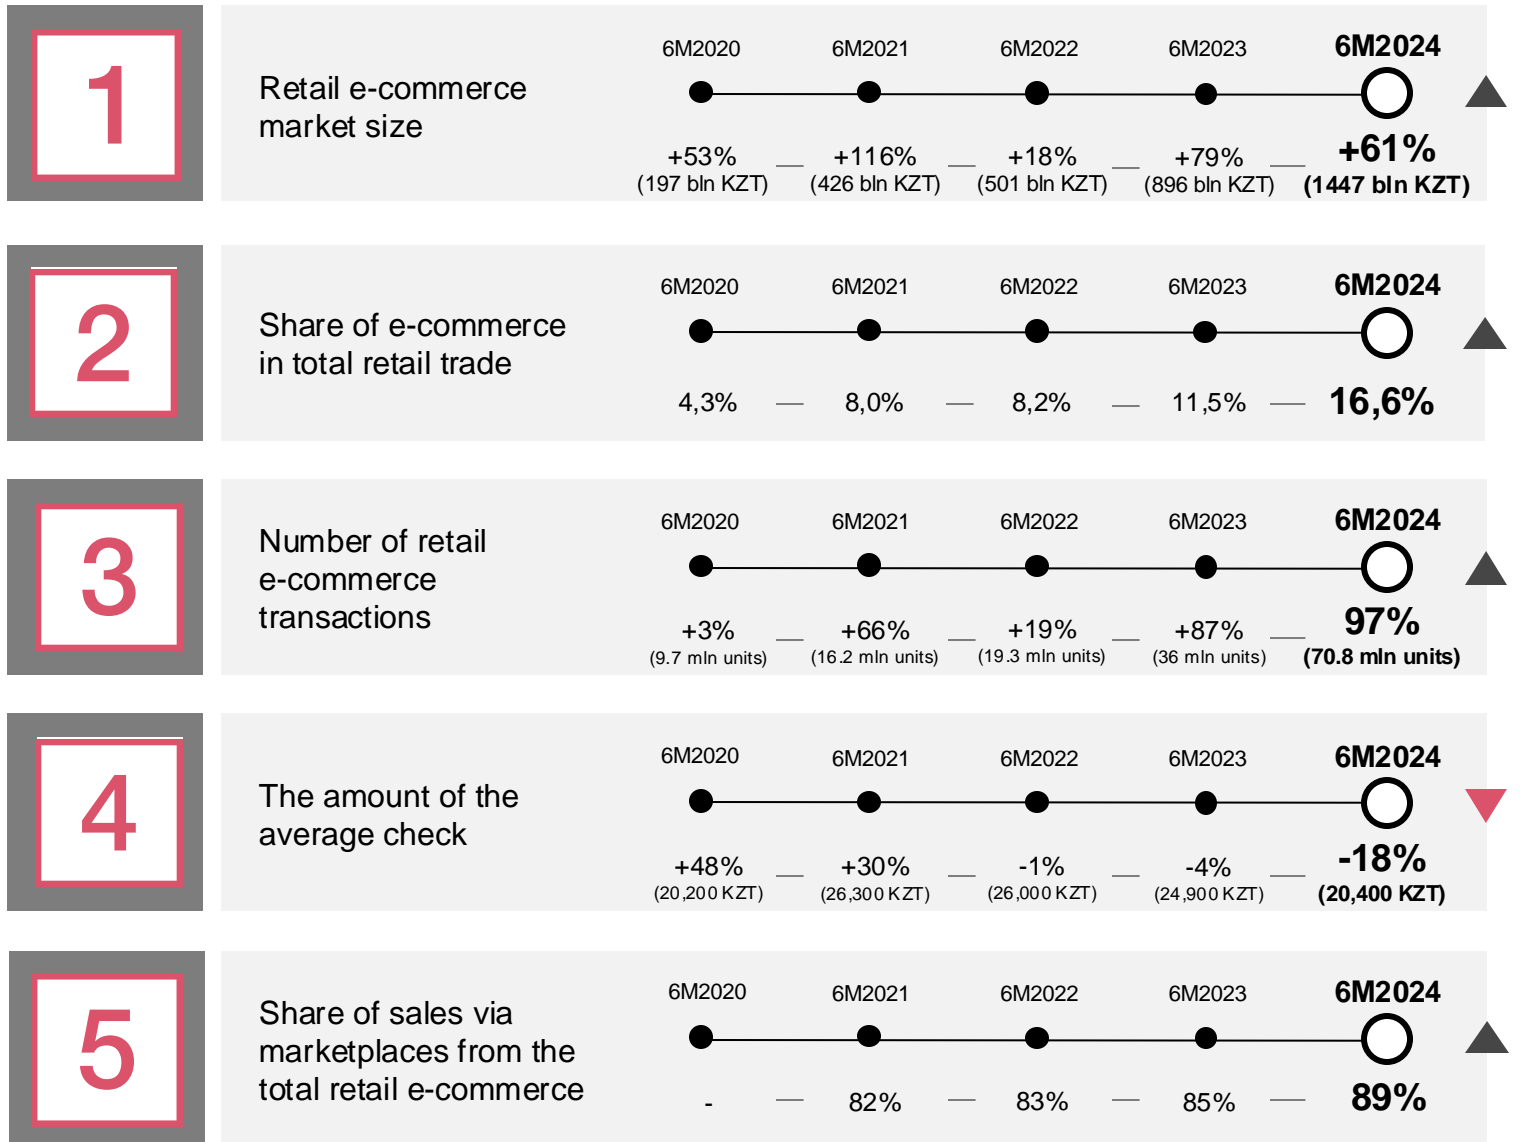 1
Retail e-commerce
market size
6M2020 6M2021 6M2022 6M2023 6M2024
+53% — +116% — +18% — +79% — +61%
(197 bln KZT) (426 bln KZT) (501 bln KZT) (896 bln KZT) (1447 bln KZT)
2
Share of e-commerce
in total retail trade
6M2020 6M2021 6M2022 6M2023 6M2024
4,3% — 8,0% — 8,2% — 11,5% — 16,6%
3
Number of retail
e-commerce
transactions
6M2020 6M2021 6M2022 6M2023 6M2024
+3% — +66% — +19% — +87% — 97%
(9.7 mln units) (16.2 mln units) (19.3 mln units) (36 mln units) (70.8 mln units)
4
The amount of the
average check
6M2020 6M2021 6M2022 6M2023 6M2024
+48% — +30% — -1% — -4% — -18%
(20,200 KZT) (26,300 KZT) (26,000 KZT) (24,900 KZT) (20,400 KZT)
5
Share of sales via
marketplaces from the
total retail e-commerce
6M2020 6M2021 6M2022 6M2023 6M2024
- — 82% — 83% — 85% — 89%